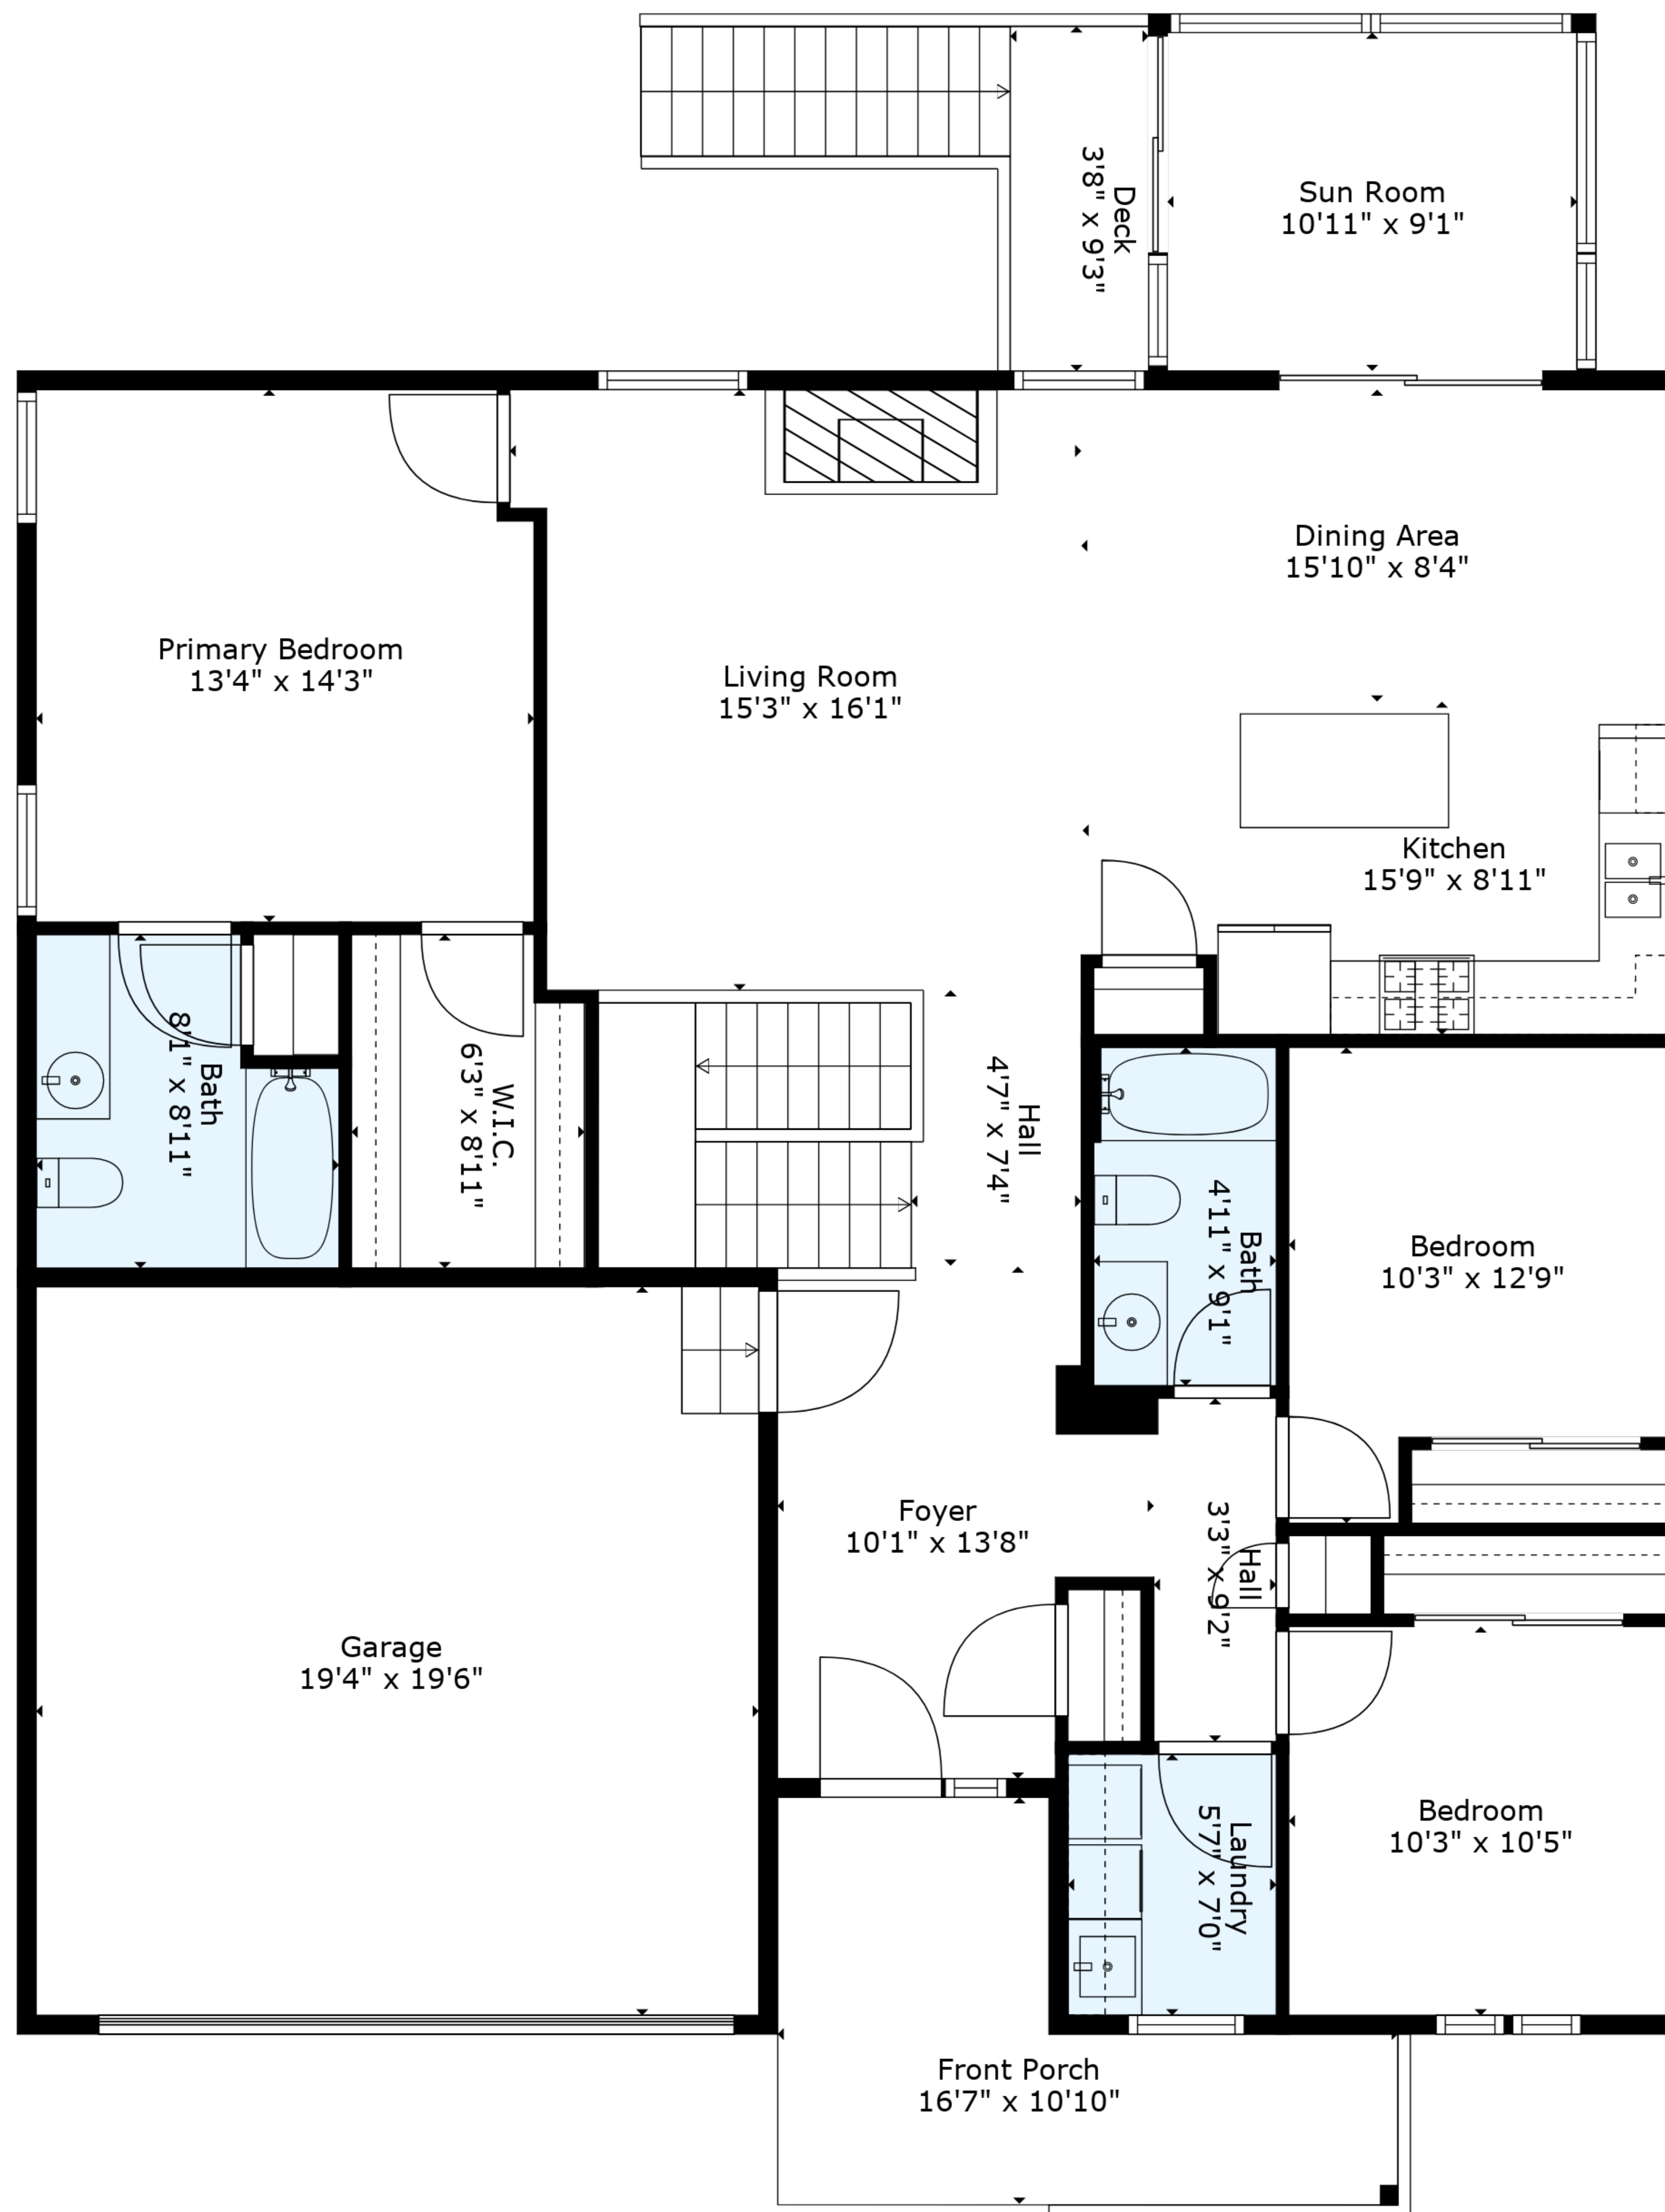 Deck
3'8" x 9'3"
Sun Room
10'11" x 9'1"
Dining Area
15'10" x 8'4"
Primary Bedroom
13'4" x 14'3"
Living Room
15'3" x 16'1"
Kitchen
15'9" x 8'11"
Bath
8'1" x 8'11"
W.I.C.
6'3" x 8'11"
Hall
4'7" x 7'4"
Bath
4'11" x 9'1"
Bedroom
10'3" x 12'9"
Foyer
10'1" x 13'8"
Hall
3'3" x 9'2"
Garage
19'4" x 19'6"
Laundry
5'7" x 7'0"
Bedroom
10'3" x 10'5"
Front Porch
16'7" x 10'10"